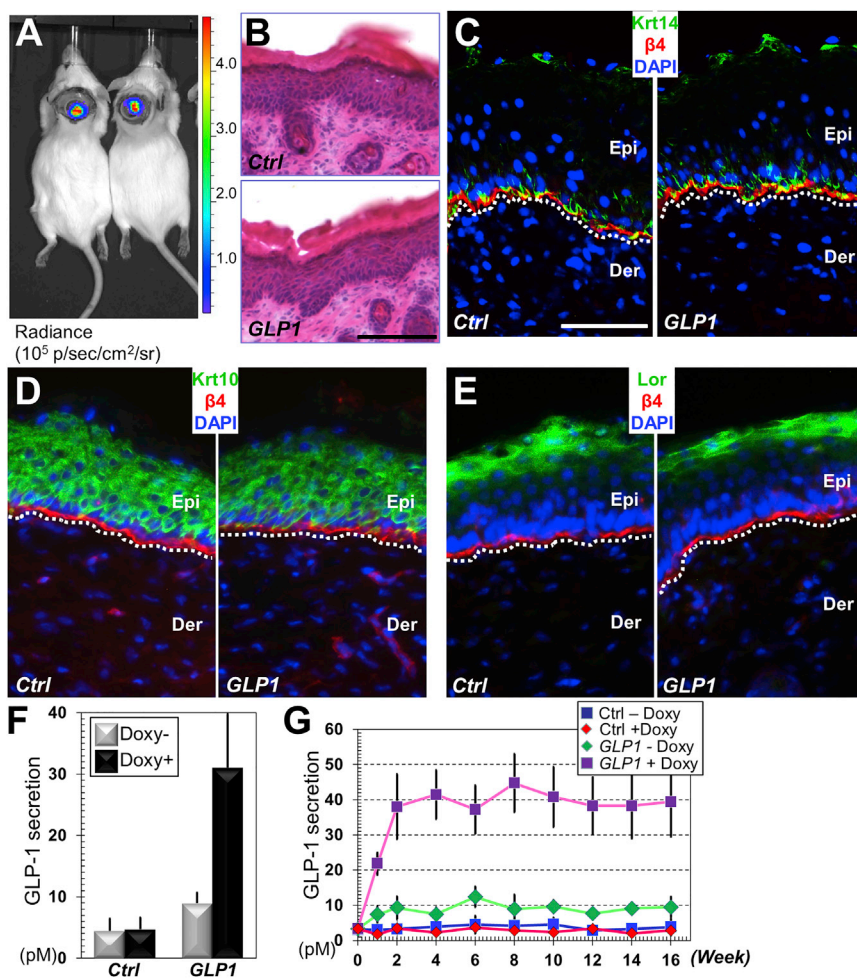 A
4.0
3.0
2.0
1.0
Radiance
(10⁵ p/sec/cm²/sr)
B
Ctrl
GLP1
C
Krt14
β4
DAPI
Epi
Der
Ctrl
Epi
Der
GLP1
D
Krt10
β4
DAPI
Epi
Der
Ctrl
Epi
Der
GLP1
E
Lor
β4
DAPI
Epi
Der
Ctrl
Epi
Der
GLP1
F
GLP-1 secretion
40
30
20
10
0
(pM)
Doxy-
Doxy+
Ctrl
GLP1
G
Ctrl – Doxy
Ctrl +Doxy
GLP1 - Doxy
GLP1 + Doxy
GLP-1 secretion
60
50
40
30
20
10
0
(pM)
0 2 4 6 8 10 12 14 16 (Week)